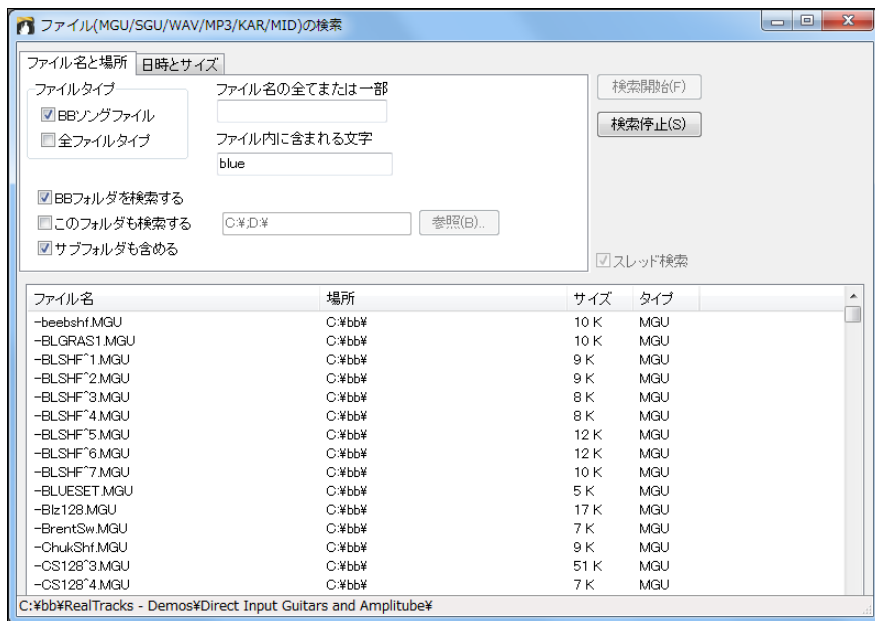 ファイル(MGU/SGU/WAV/MP3/KAR/MID)の検索
ファイル名と場所 日時とサイズ
ファイルタイプ
BBソングファイル
全ファイルタイプ
ファイル名の全てまたは一部
ファイル内に含まれる文字
blue
BBフォルダを検索する
このフォルダも検索する C:¥;D:¥ 参照(B)..
サブフォルダも含める
検索開始(F)
検索停止(S)
スレッド検索
ファイル名 場所 サイズ タイプ
-beebshf.MGU C:¥bb¥ 10 K MGU
-BLGRAS1.MGU C:¥bb¥ 10 K MGU
-BLSHF^1.MGU C:¥bb¥ 9 K MGU
-BLSHF^2.MGU C:¥bb¥ 9 K MGU
-BLSHF^3.MGU C:¥bb¥ 8 K MGU
-BLSHF^4.MGU C:¥bb¥ 8 K MGU
-BLSHF^5.MGU C:¥bb¥ 12 K MGU
-BLSHF^6.MGU C:¥bb¥ 12 K MGU
-BLSHF^7.MGU C:¥bb¥ 10 K MGU
-BLUESET.MGU C:¥bb¥ 5 K MGU
-Blz128.MGU C:¥bb¥ 17 K MGU
-BrentSw.MGU C:¥bb¥ 7 K MGU
-ChukShf.MGU C:¥bb¥ 9 K MGU
-CS128^3.MGU C:¥bb¥ 51 K MGU
-CS128^4.MGU C:¥bb¥ 7 K MGU
C:¥bb¥RealTracks - Demos¥Direct Input Guitars and Amplitube¥